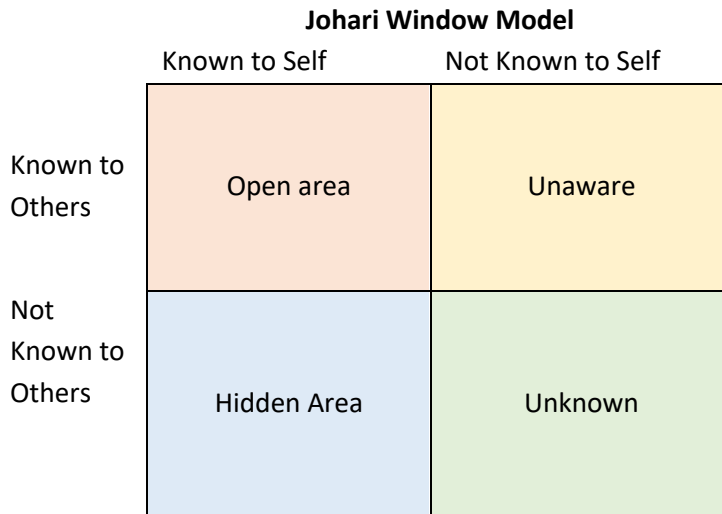 Johari Window Model
Known to Self
Not Known to Self
Known to
Others
Open area
Unaware
Not
Known to
Others
Hidden Area
Unknown